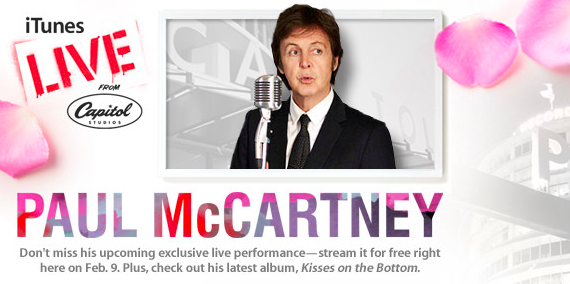 iTunes
LIVE
FROM
Capitol
STUDIOS
PAUL McCARTNEY
Don't miss his upcoming exclusive live performance—stream it for free right
here on Feb. 9. Plus, check out his latest album, Kisses on the Bottom.